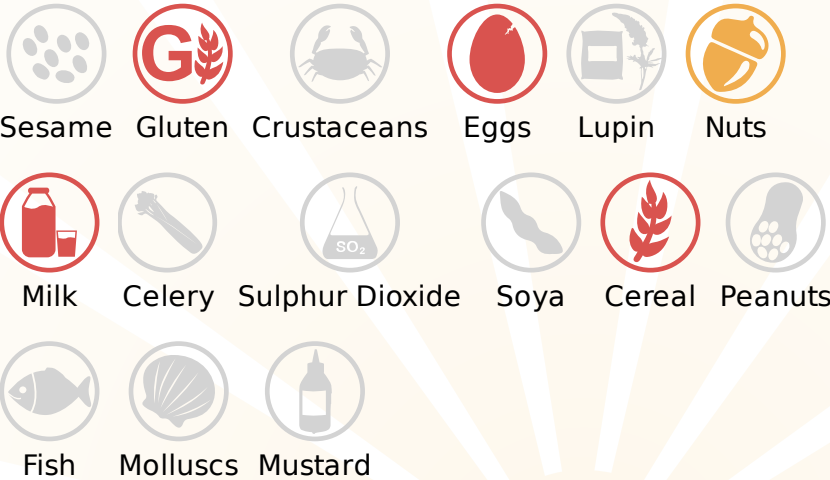 G
Sesame Gluten Crustaceans Eggs Lupin Nuts
SO₂
Milk Celery Sulphur Dioxide Soya Cereal Peanuts
Fish Molluscs Mustard